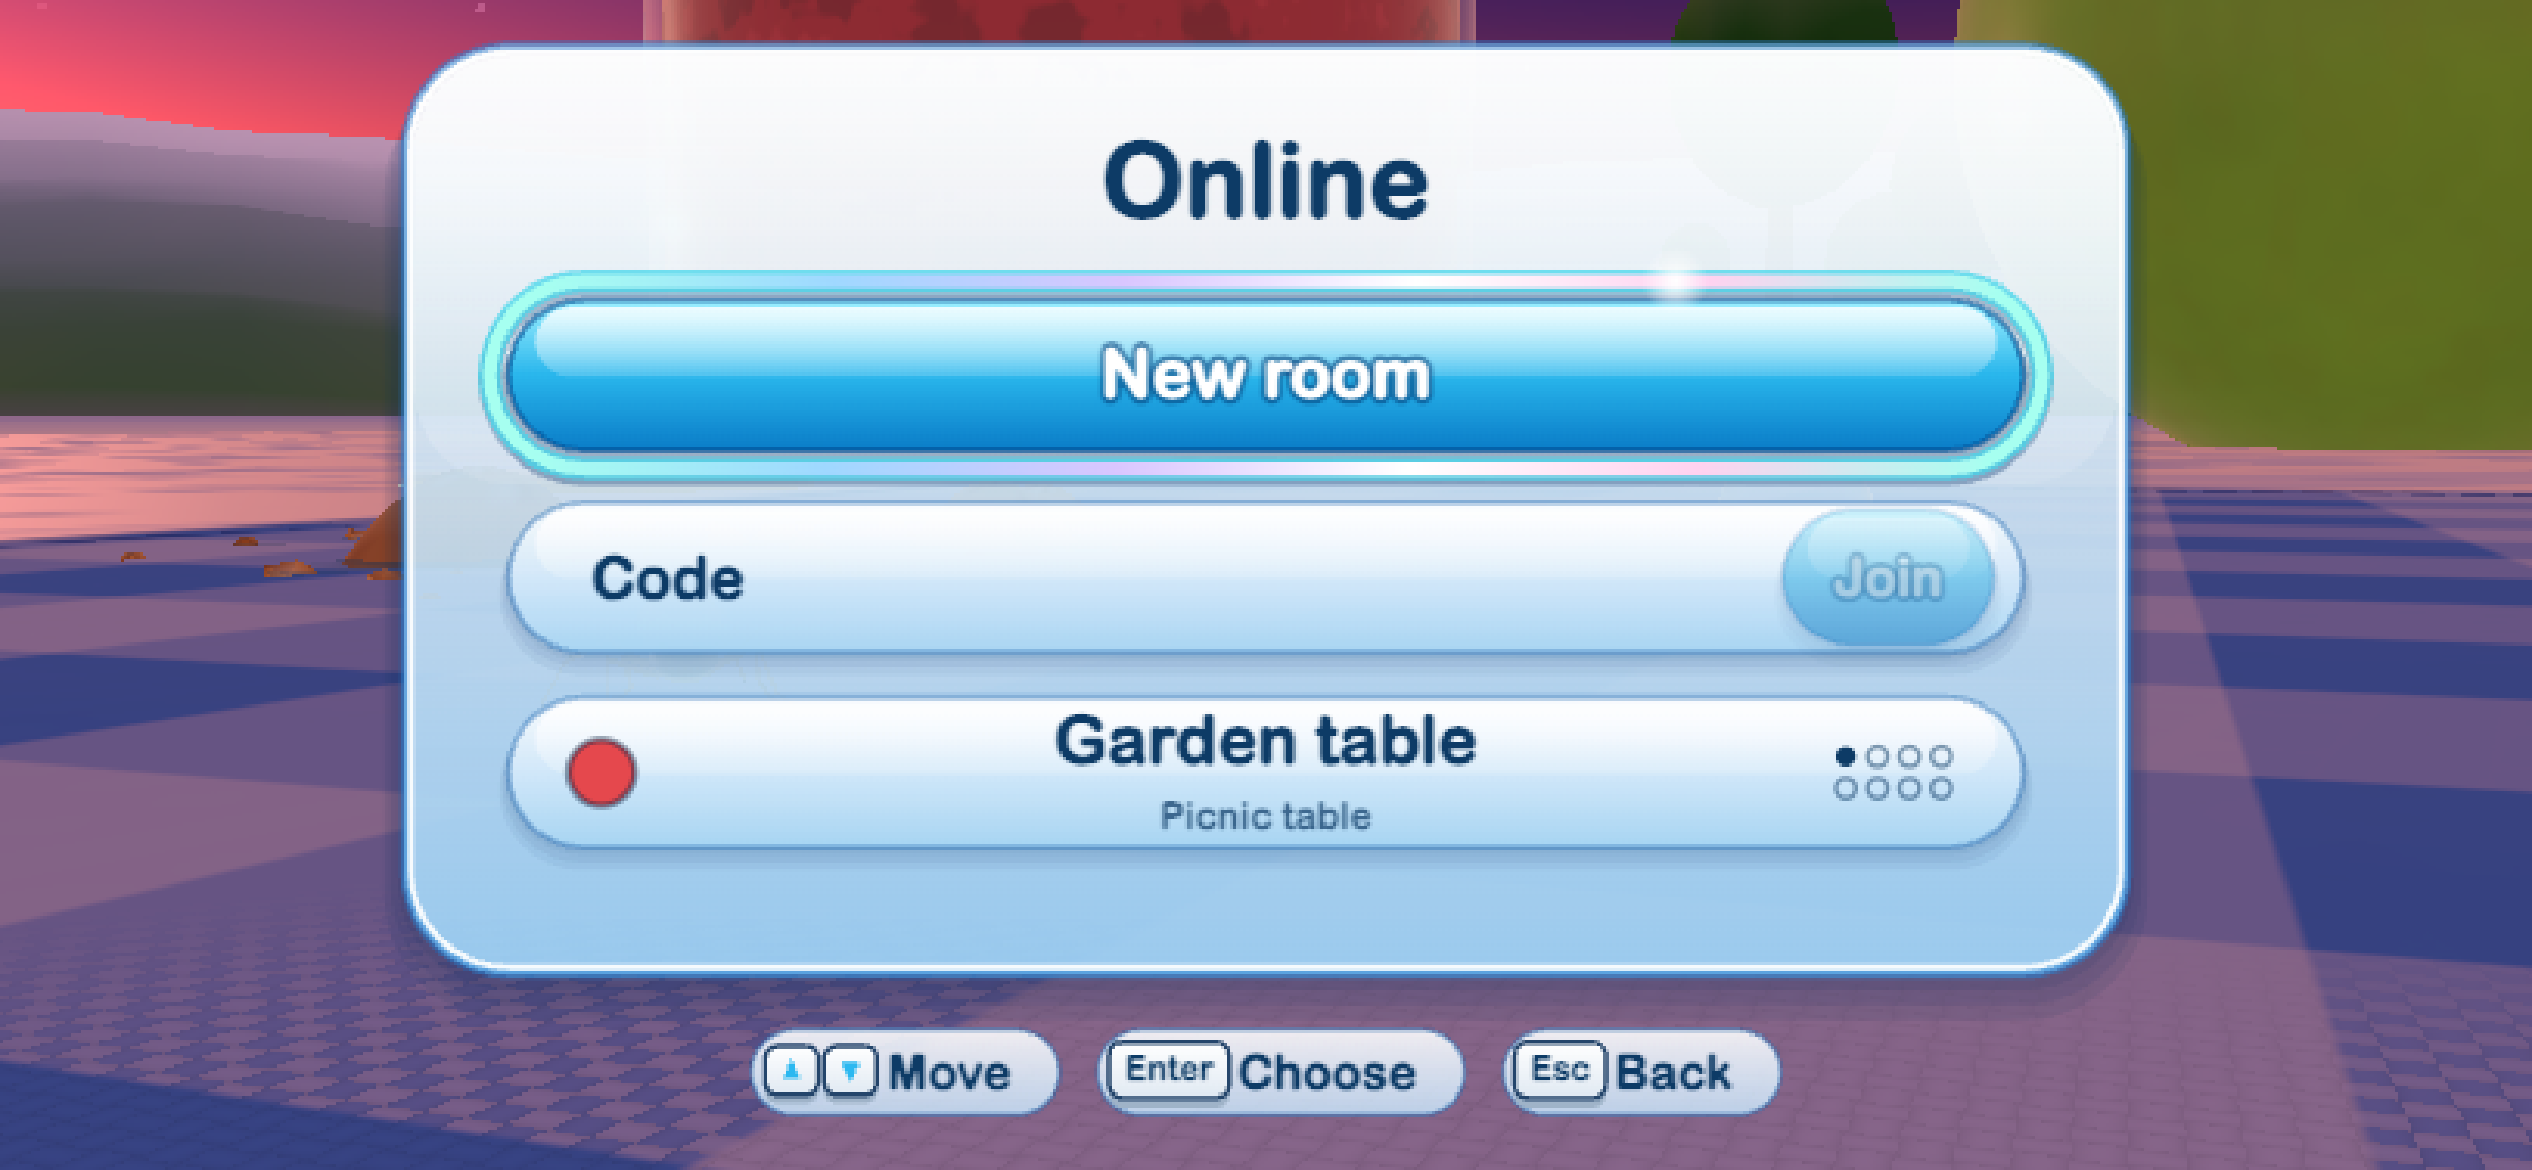 Online
New room
Code
Join
Garden table
Picnic table
Move
Enter Choose
Esc Back